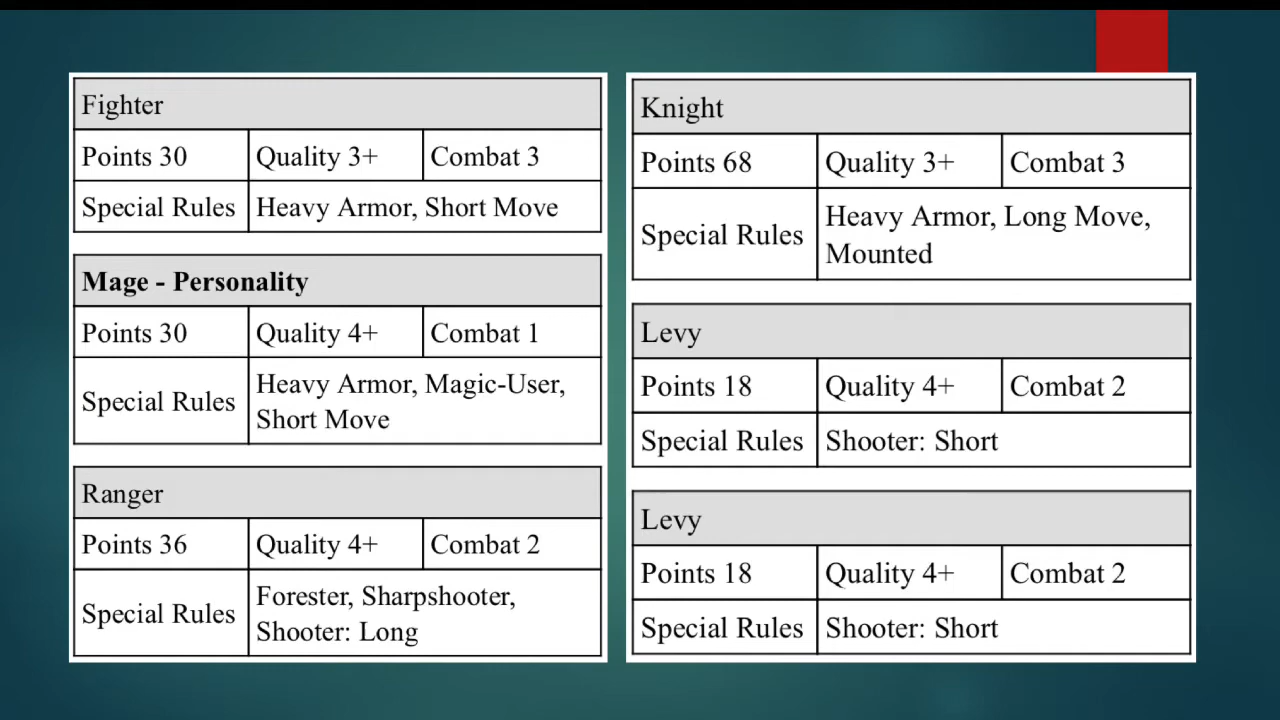 Fighter
Points 30 Quality 3+ Combat 3
Special Rules Heavy Armor, Short Move
Mage - Personality
Points 30 Quality 4+ Combat 1
Special Rules Heavy Armor, Magic-User,
Short Move
Ranger
Points 36 Quality 4+ Combat 2
Special Rules Forester, Sharpshooter,
Shooter: Long
Knight
Points 68 Quality 3+ Combat 3
Special Rules Heavy Armor, Long Move,
Mounted
Levy
Points 18 Quality 4+ Combat 2
Special Rules Shooter: Short
Levy
Points 18 Quality 4+ Combat 2
Special Rules Shooter: Short